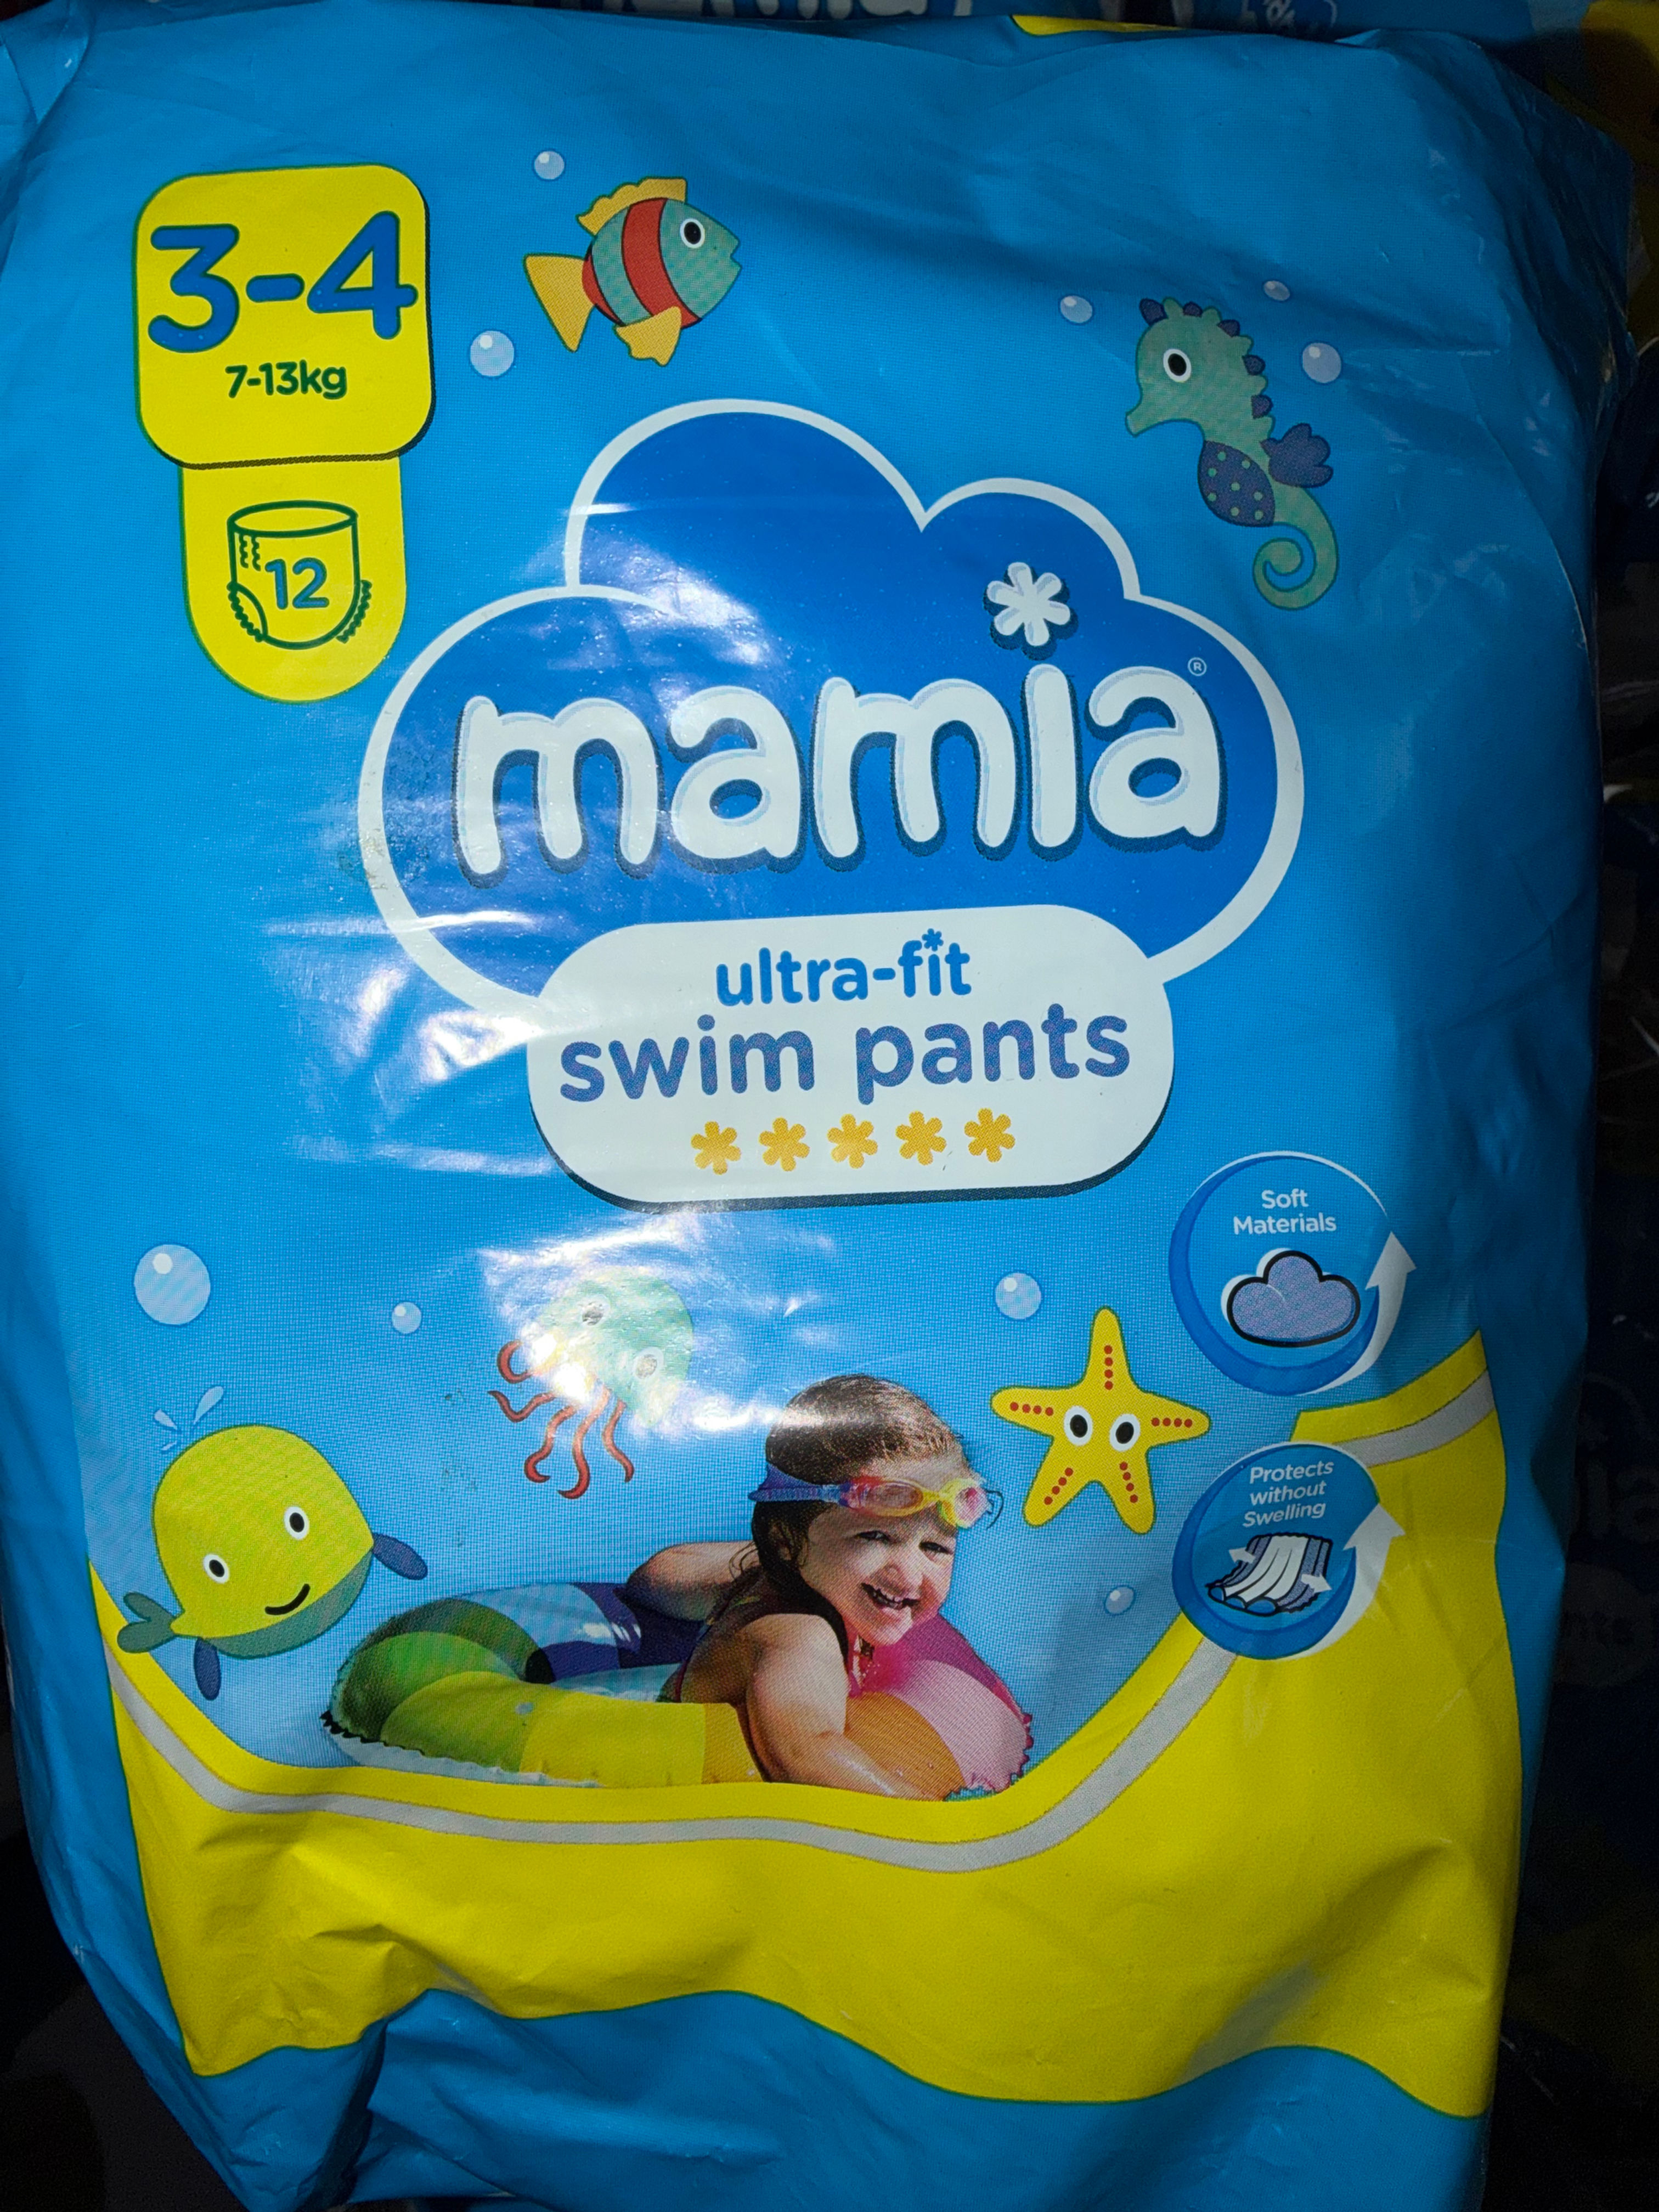 3-4
7-13kg
12
mamia®
ultra-fit
swim pants
Soft
Materials
Protects
without
Swelling